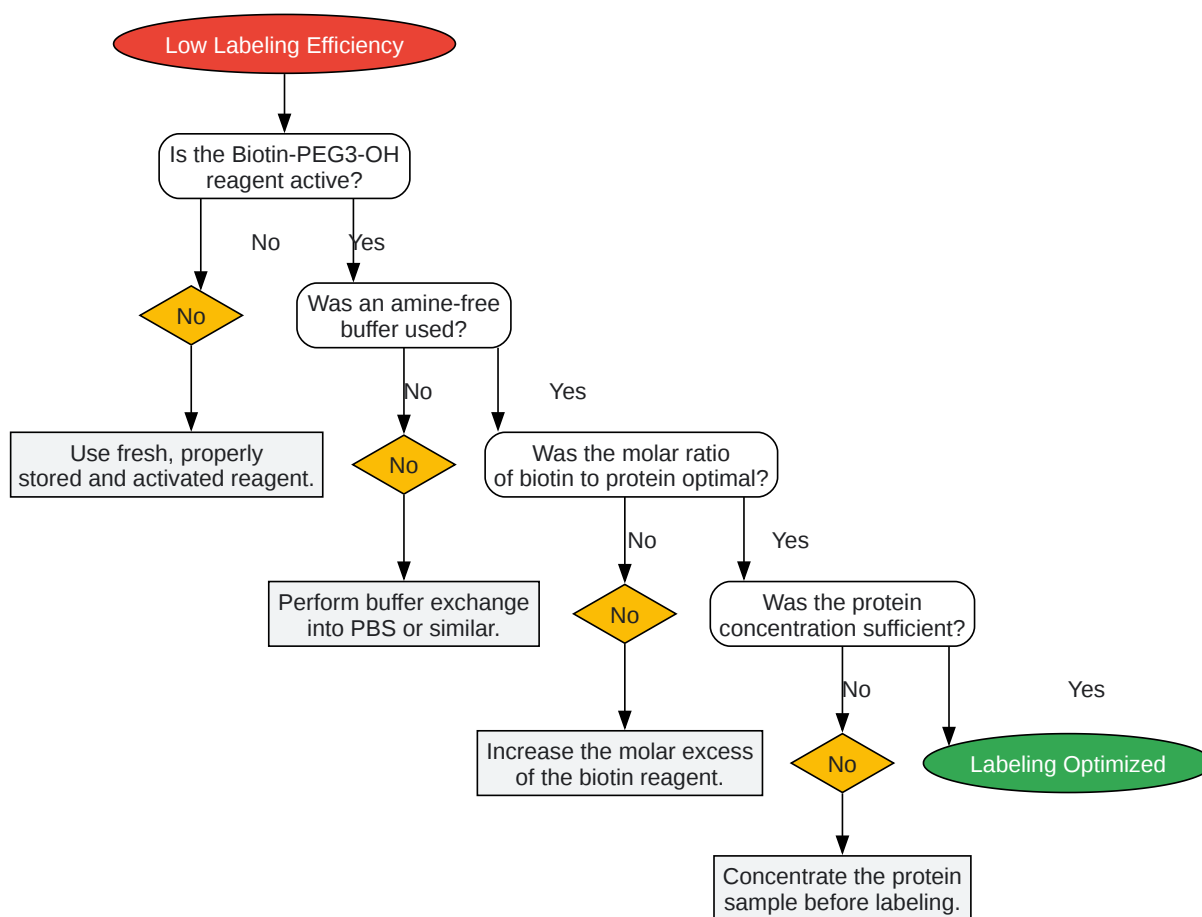 Low Labeling Efficiency
Is the Biotin-PEG3-OH
reagent active?
No
Yes
No
Was an amine-free
buffer used?
No
Yes
Use fresh, properly
stored and activated reagent.
No
Was the molar ratio
of biotin to protein optimal?
No
Yes
Perform buffer exchange
into PBS or similar.
No
Was the protein
concentration sufficient?
No
Yes
Increase the molar excess
of the biotin reagent.
No
Labeling Optimized
Concentrate the protein
sample before labeling.